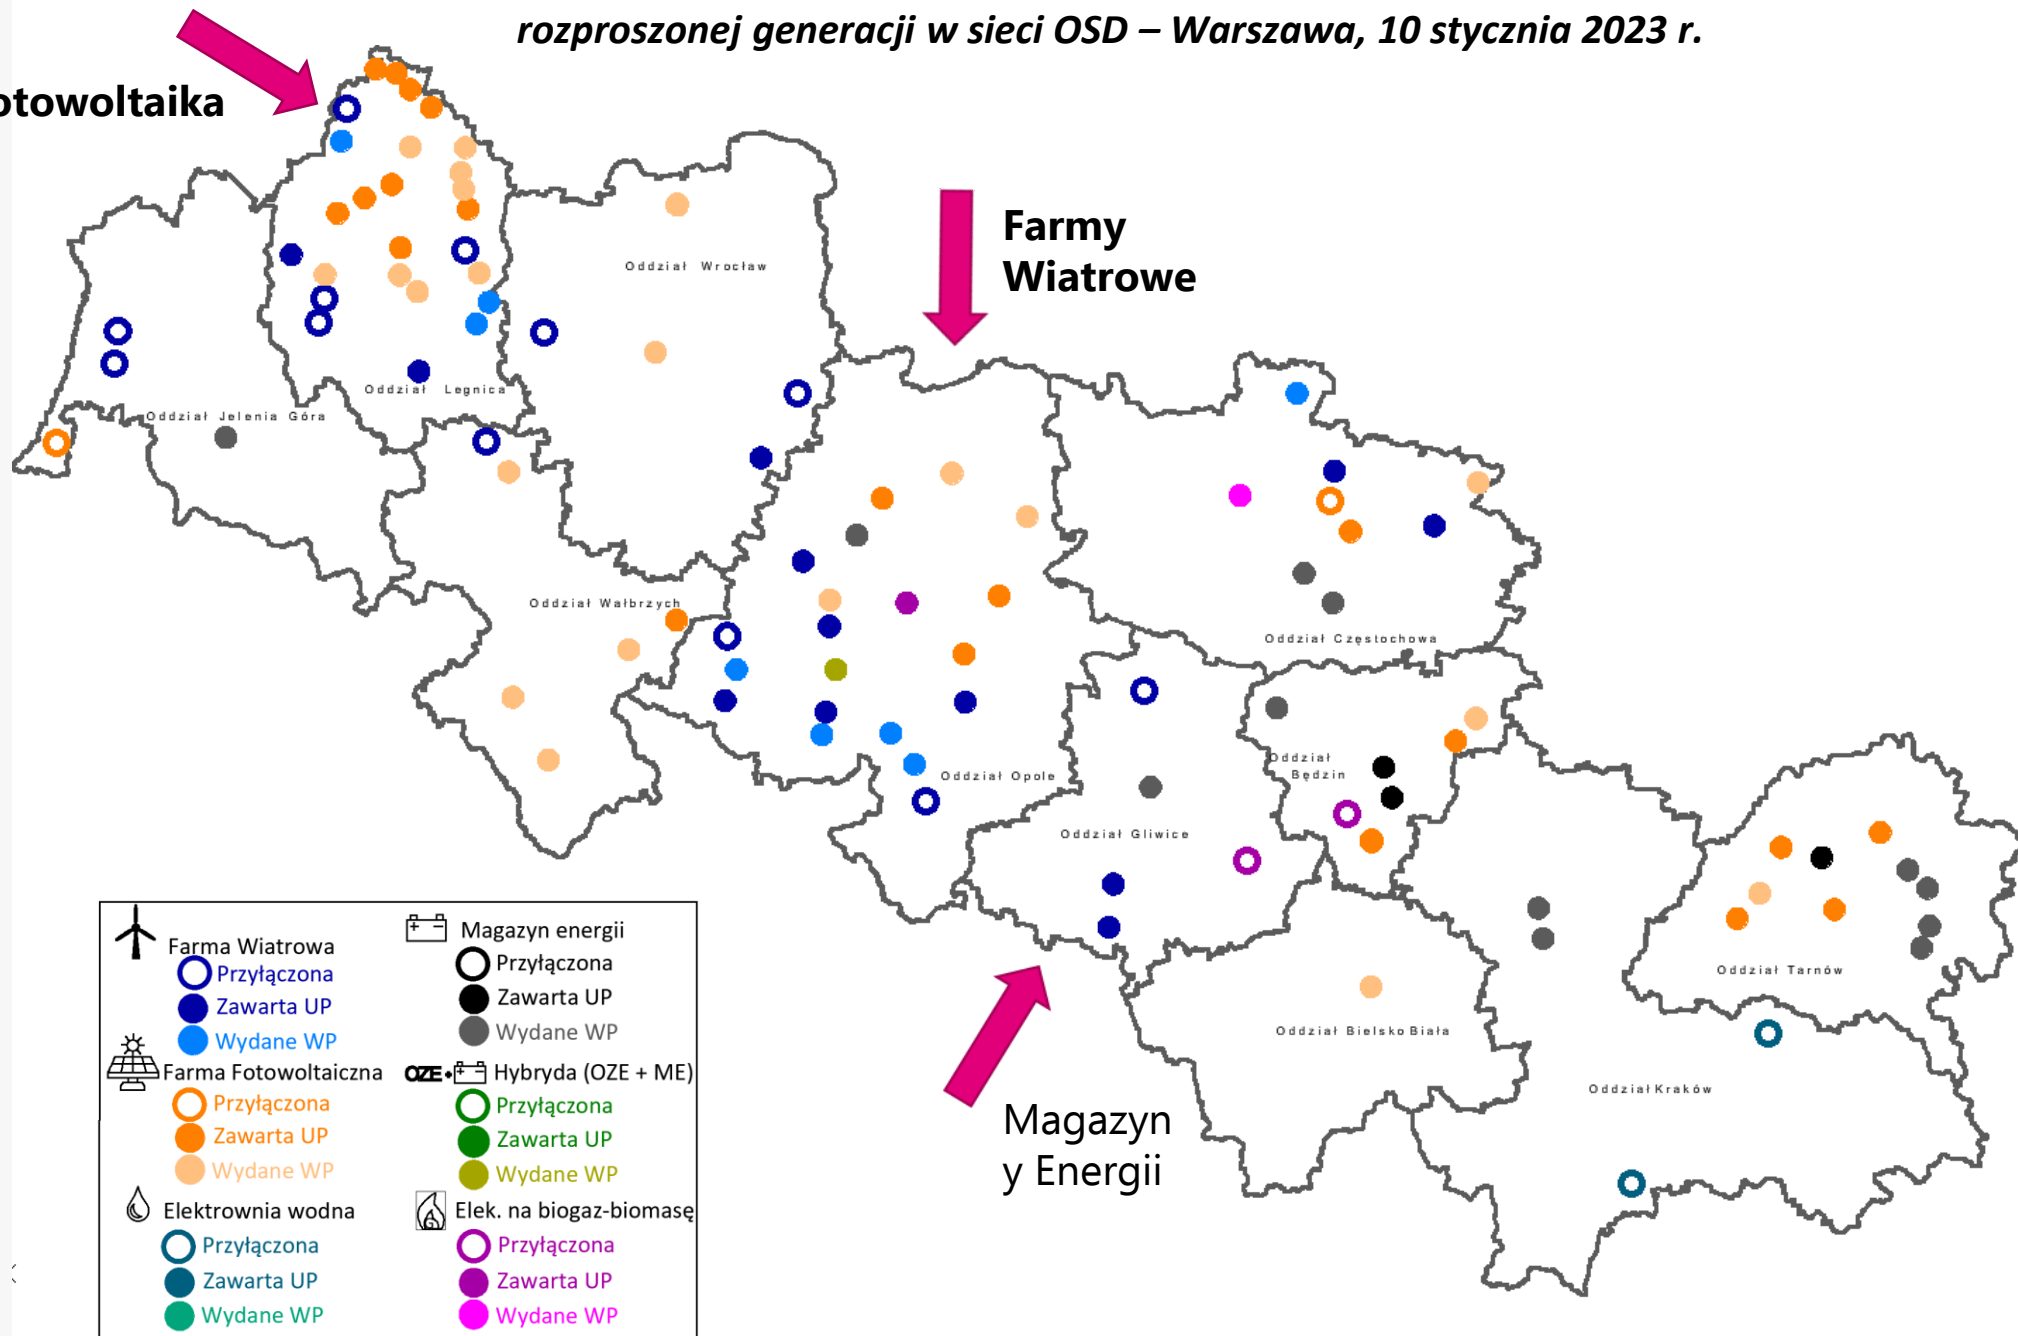 rozproszonej generacji w sieci OSD – Warszawa, 10 stycznia 2023 r.
otowoltaika
Farmy
Wiatrowe
Oddział Wrocław
Oddział Legnica
Oddział Jelenia Góra
Oddział Wałbrzych
Oddział Częstochowa
Oddział Opole
Oddział
Będzin
Oddział Gliwice
Oddział Tarnów
Oddział Bielsko Biała
Oddział Kraków
Magazyn
y Energii
Farma Wiatrowa
Przyłączona
Zawarta UP
Wydane WP
Farma Fotowoltaiczna
Przyłączona
Zawarta UP
Wydane WP
Elektrownia wodna
Przyłączona
Zawarta UP
Wydane WP
Magazyn energii
Przyłączona
Zawarta UP
Wydane WP
OZE + Hybryda (OZE + ME)
Przyłączona
Zawarta UP
Wydane WP
Elek. na biogaz-biomasę
Przyłączona
Zawarta UP
Wydane WP